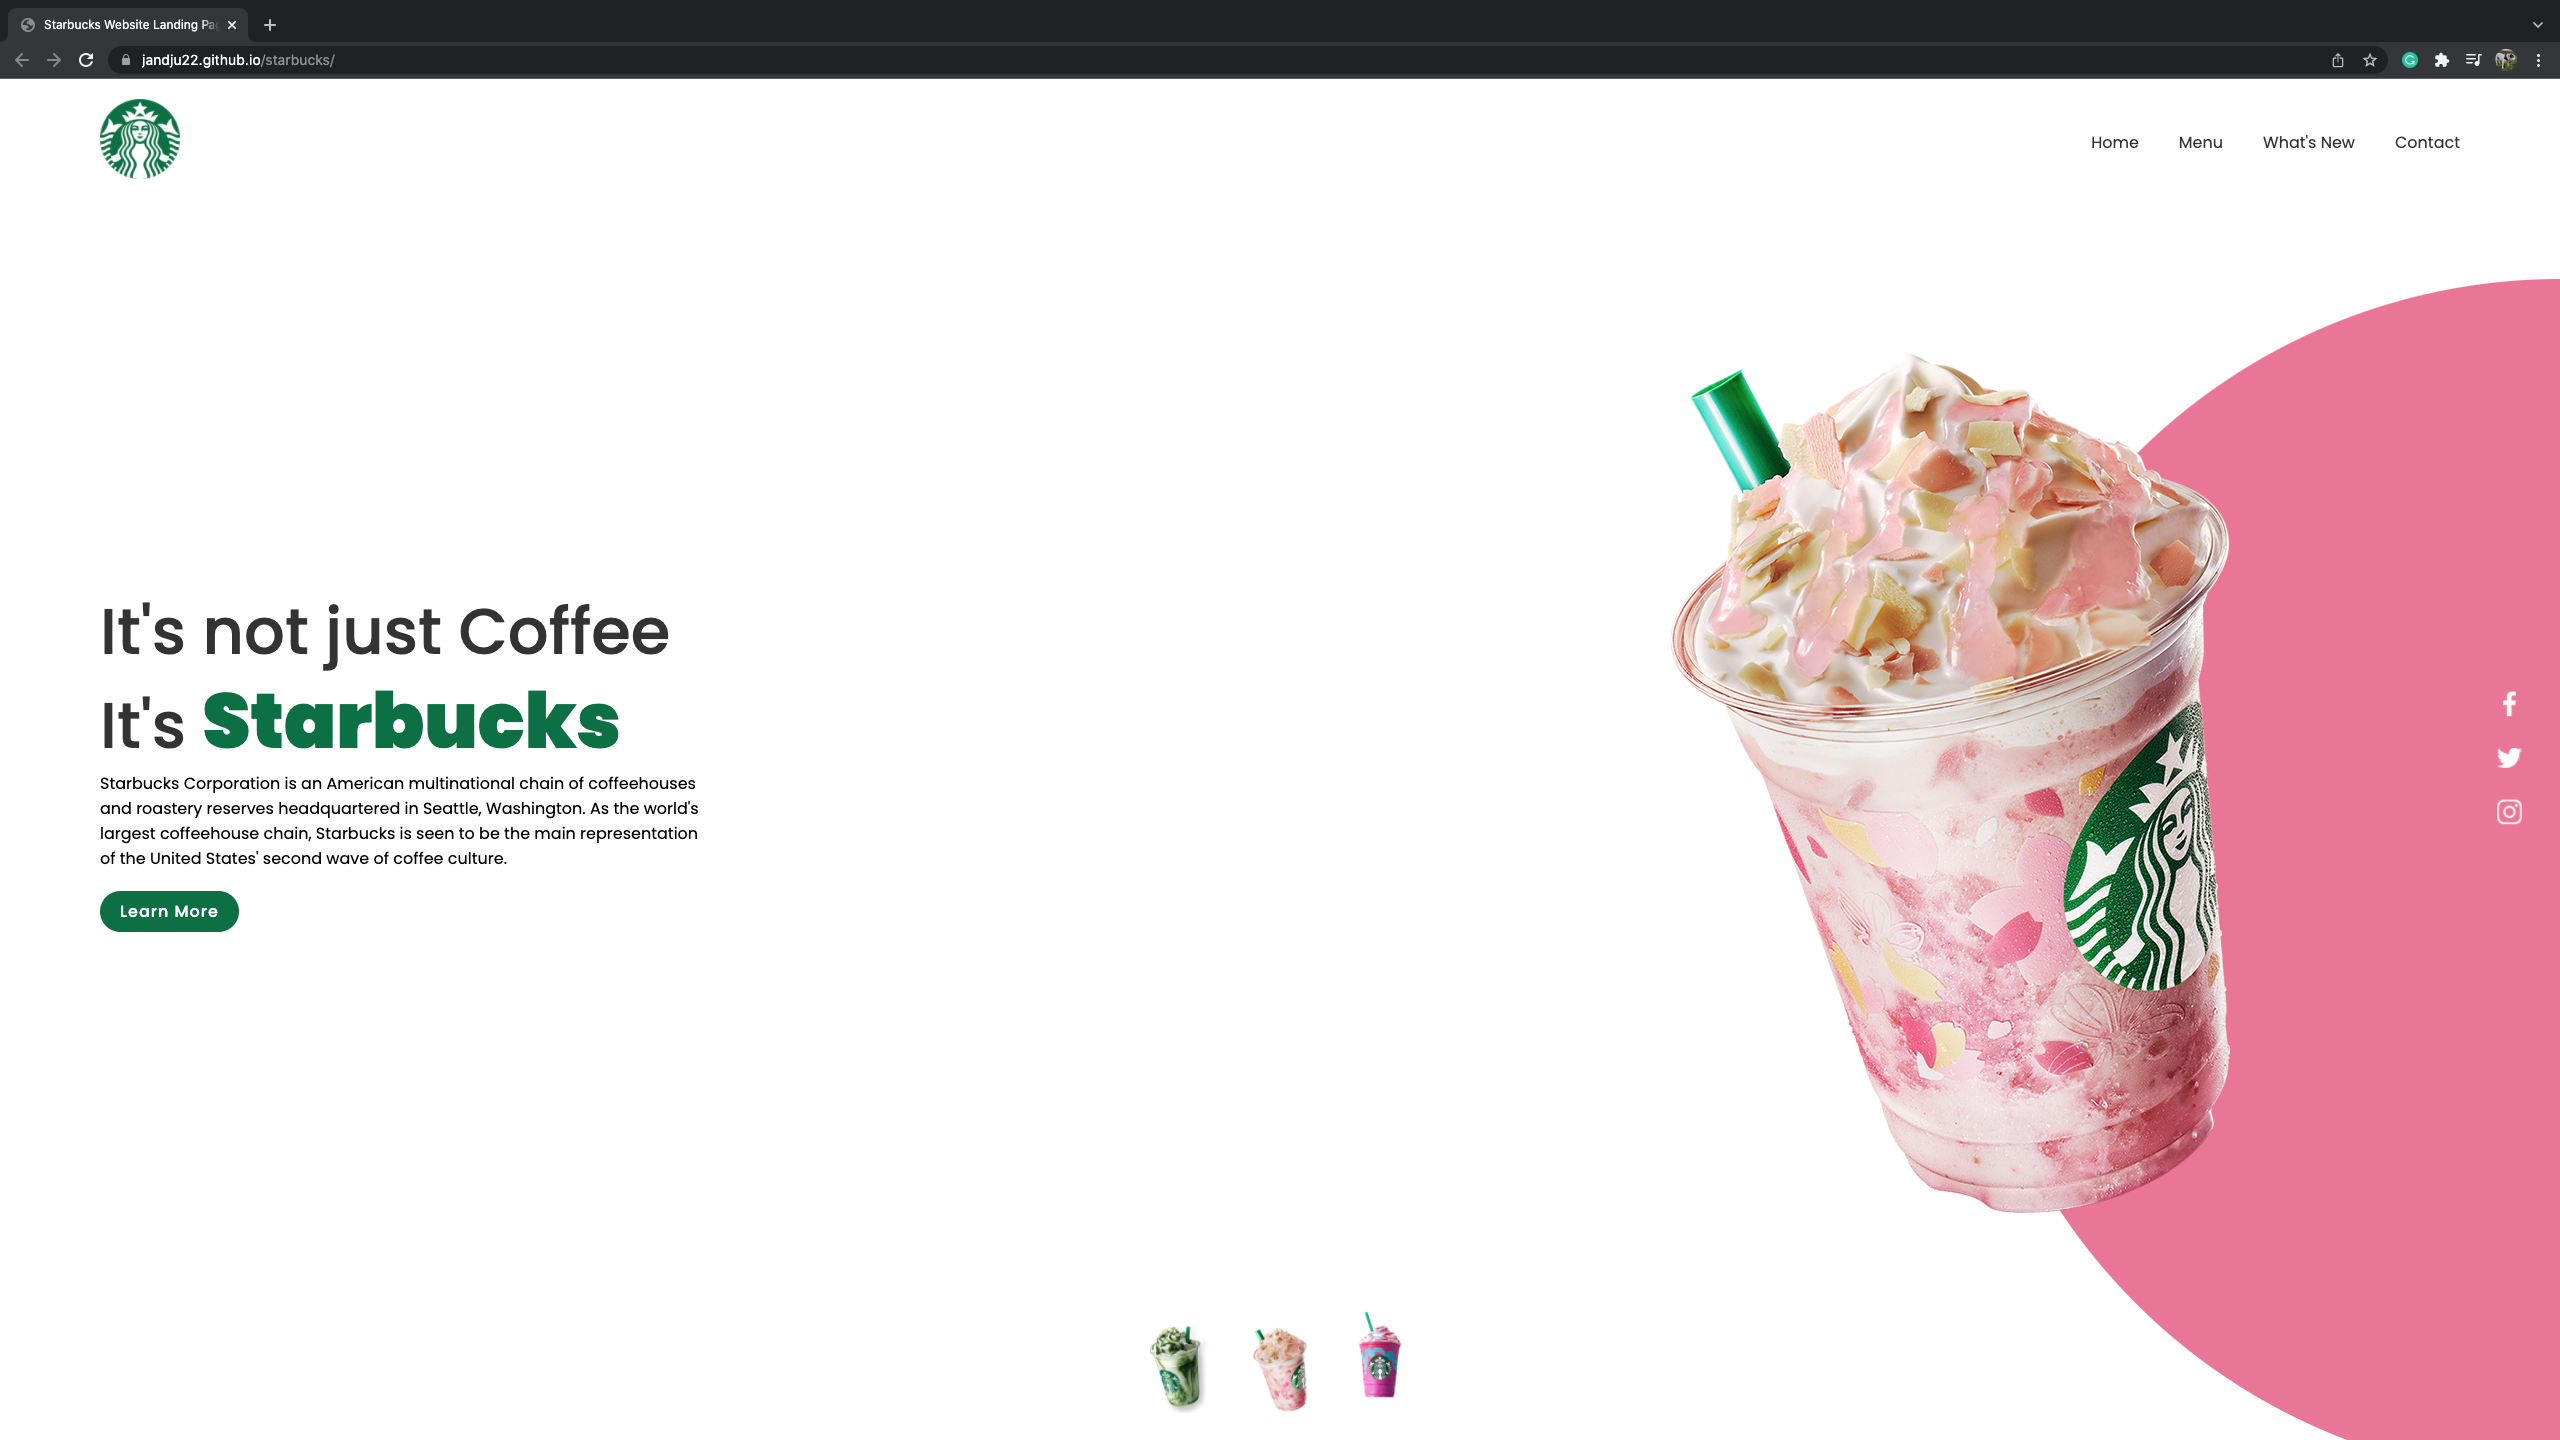 Starbucks Website Landing Pa
jandju22.github.io/starbucks/
Home Menu What's New Contact
It's not just Coffee
It's Starbucks
Starbucks Corporation is an American multinational chain of coffeehouses
and roastery reserves headquartered in Seattle, Washington. As the world's
largest coffeehouse chain, Starbucks is seen to be the main representation
of the United States' second wave of coffee culture.
Learn More